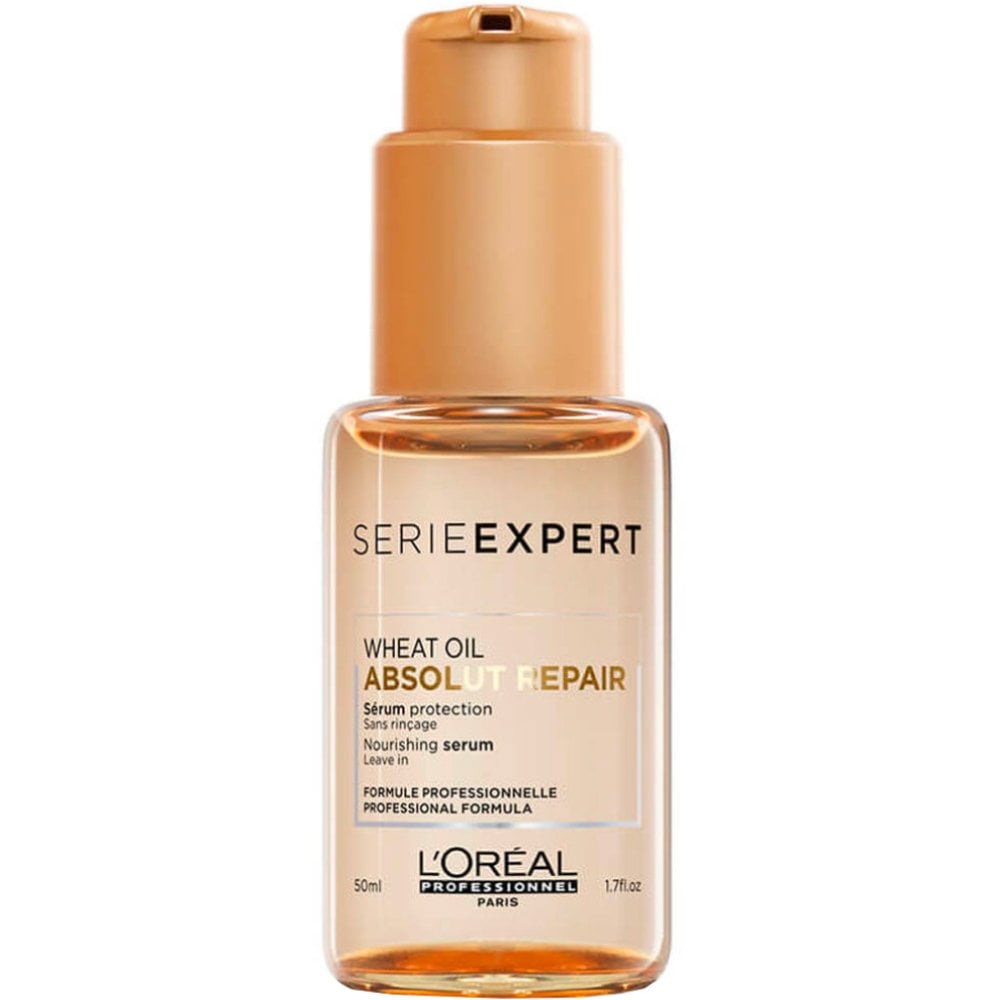 SERIEEXPERT
WHEAT OIL
ABSOLUT REPAIR
Sérum protection
Sans rinçage
Nourishing serum
Leave in
FORMULE PROFESSIONNELLE
PROFESSIONAL FORMULA
L'ORÉAL
PROFESSIONNEL
PARIS
50ml
1.7fl.oz